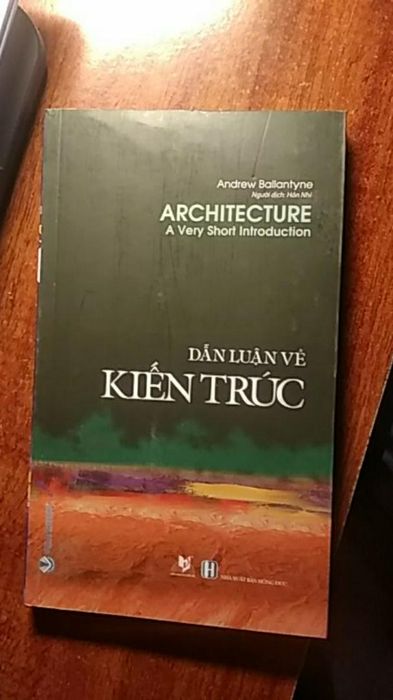 Andrew Ballantyne
Người dịch: Hồn Nhi
ARCHITECTURE
A Very Short Introduction
DẪN LUẬN VỀ
KIẾN TRÚC
NHÀ XUẤT BẢN HỒNG ĐỨC